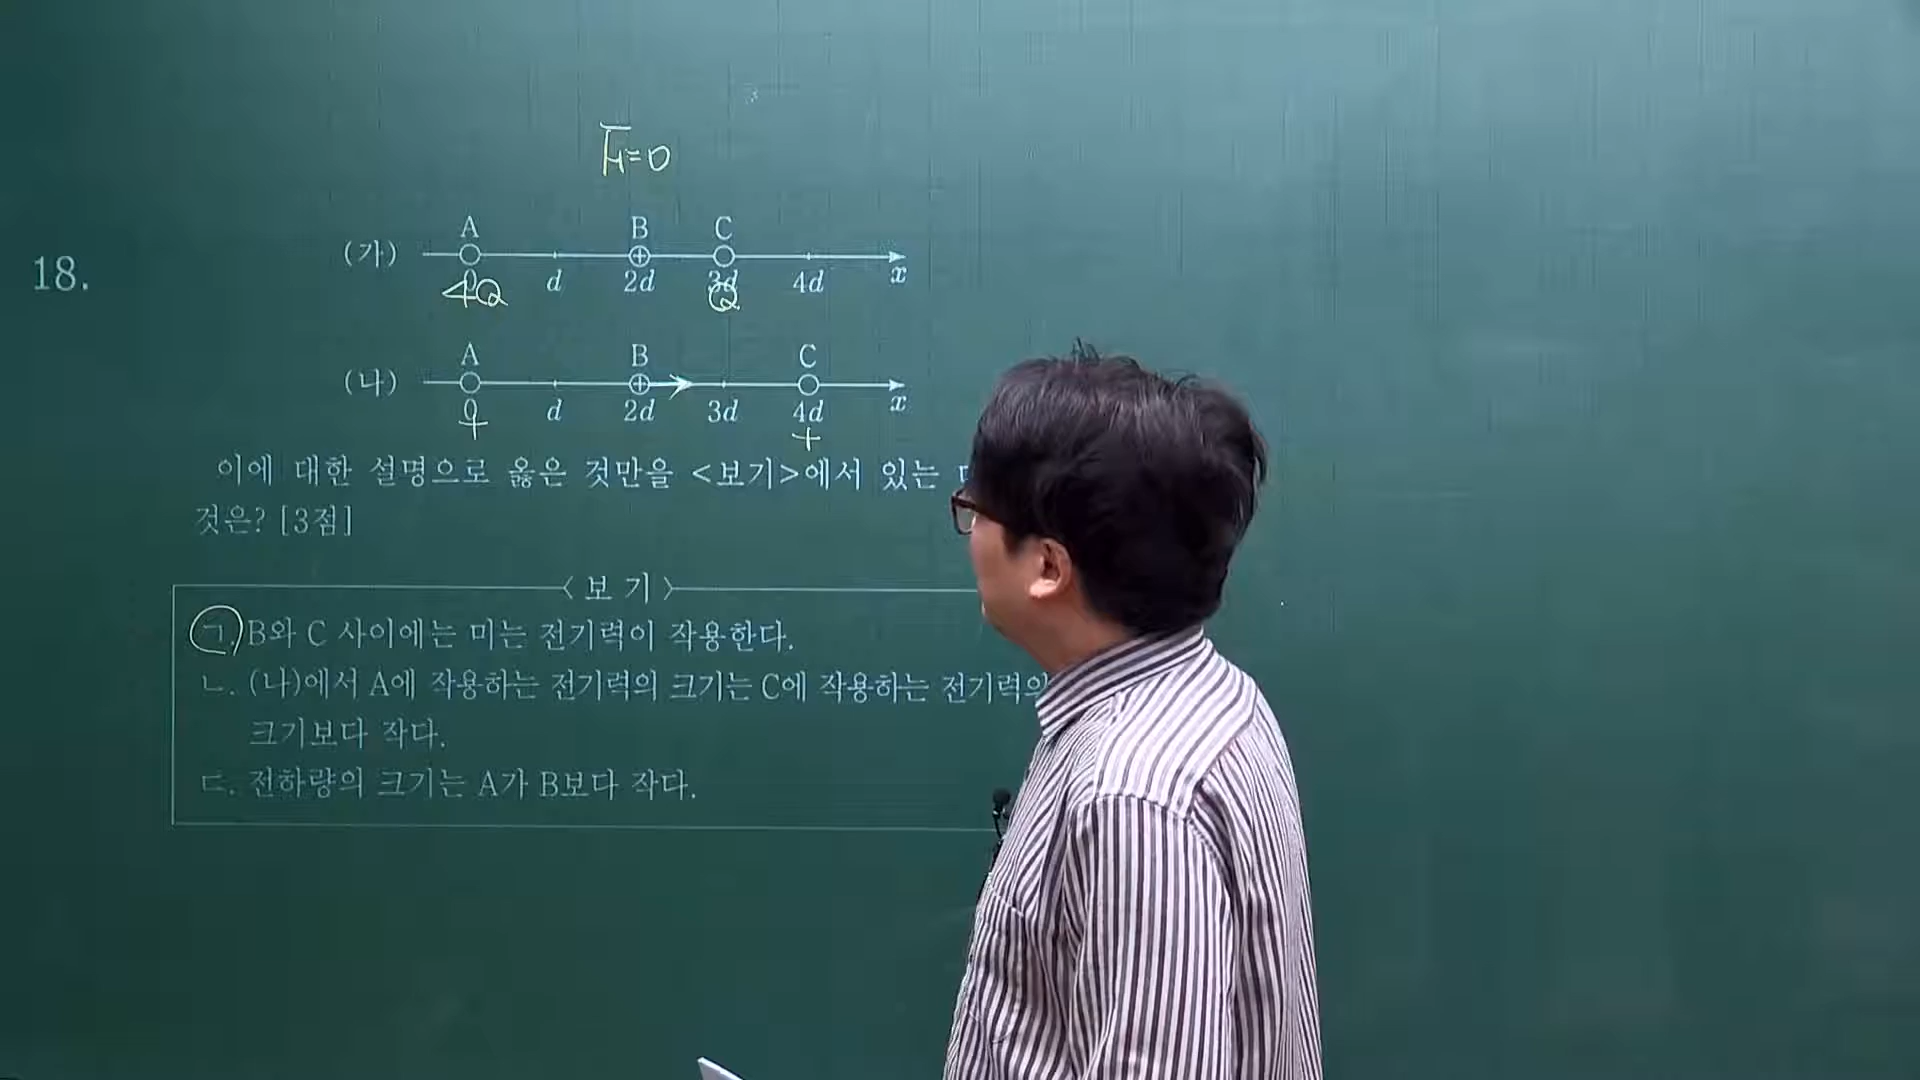 F=0
18.
(가) A B C
0 d 2d 3d 4d x
4Q Q
(나) A B C
0 d 2d 3d 4d x
+ +
이에 대한 설명으로 옳은 것만을 <보기>에서 있는
것은? [3점]
<보 기>
ㄱ. B와 C 사이에는 미는 전기력이 작용한다.
ㄴ. (나)에서 A에 작용하는 전기력의 크기는 C에 작용하는 전기력의
크기보다 작다.
ㄷ. 전하량의 크기는 A가 B보다 작다.